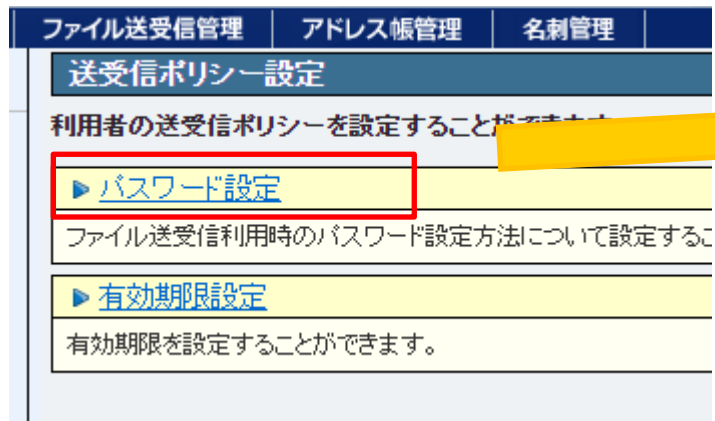 ファイル送受信管理 アドレス帳管理 名刺管理
送受信ポリシー設定
利用者の送受信ポリシーを設定すること
▶ パスワード設定
ファイル送受信利用時のパスワード設定方法について設定するこ
▶ 有効期限設定
有効期限を設定することができます。